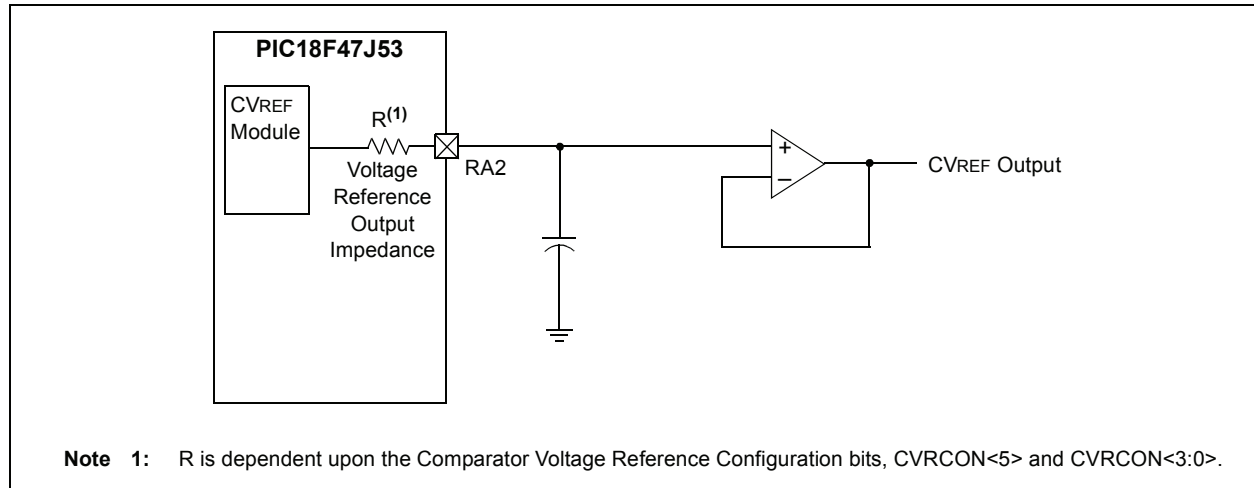 PIC18F47J53
CVREF
Module
R(1)
Voltage
Reference
Output
Impedance
RA2
+
–
CVREF Output
Note 1: R is dependent upon the Comparator Voltage Reference Configuration bits, CVRCON<5> and CVRCON<3:0>.